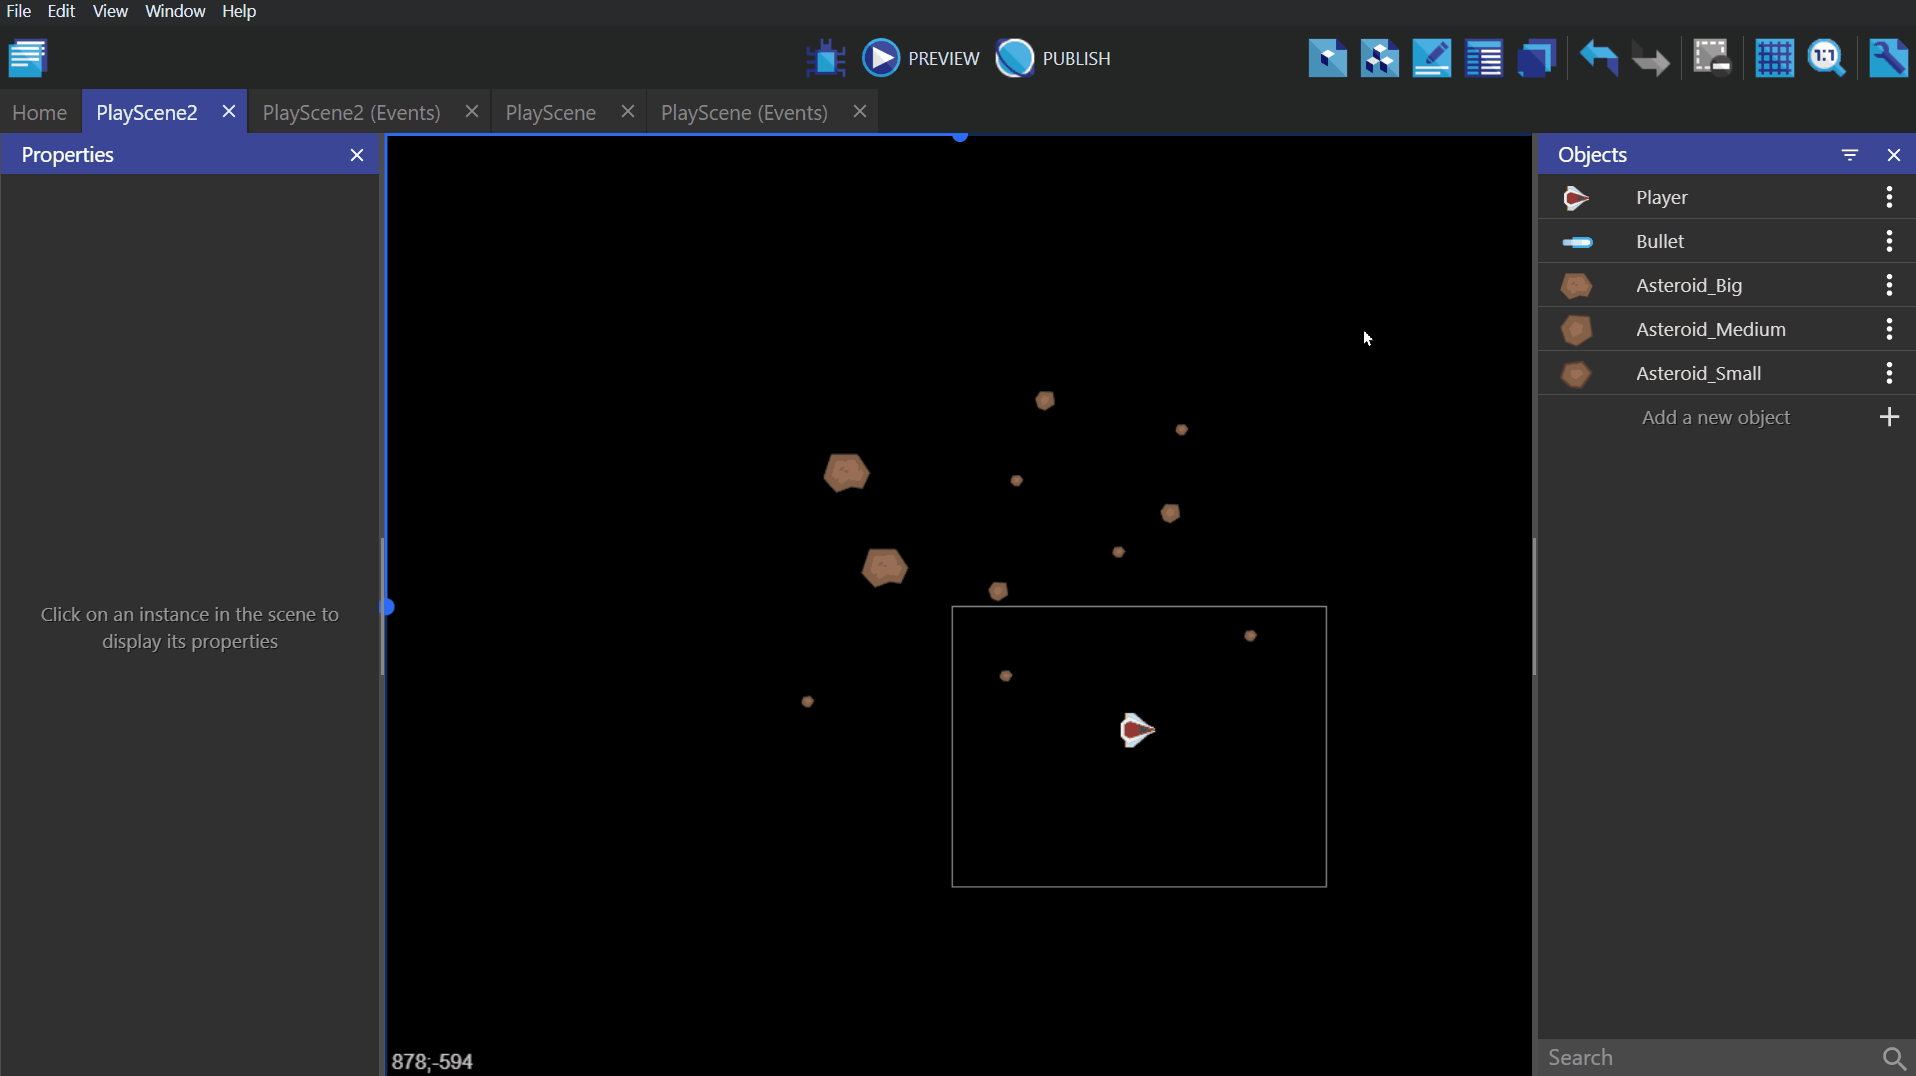 File Edit View Window Help
PREVIEW PUBLISH
1:1
Home PlayScene2 PlayScene2 (Events) PlayScene PlayScene (Events)
Properties
Click on an instance in the scene to
display its properties
878;-594
Objects
Player
Bullet
Asteroid_Big
Asteroid_Medium
Asteroid_Small
Add a new object
Search